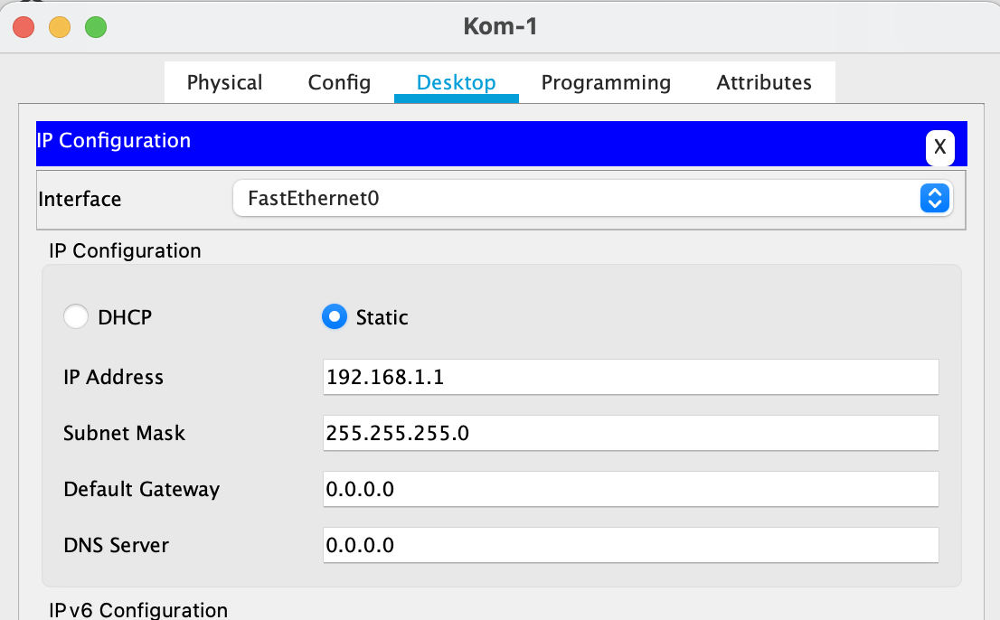 Kom-1
Physical Config Desktop Programming Attributes
IP Configuration
X
Interface FastEthernet0
IP Configuration
DHCP Static
IP Address 192.168.1.1
Subnet Mask 255.255.255.0
Default Gateway 0.0.0.0
DNS Server 0.0.0.0
IPv6 Configuration